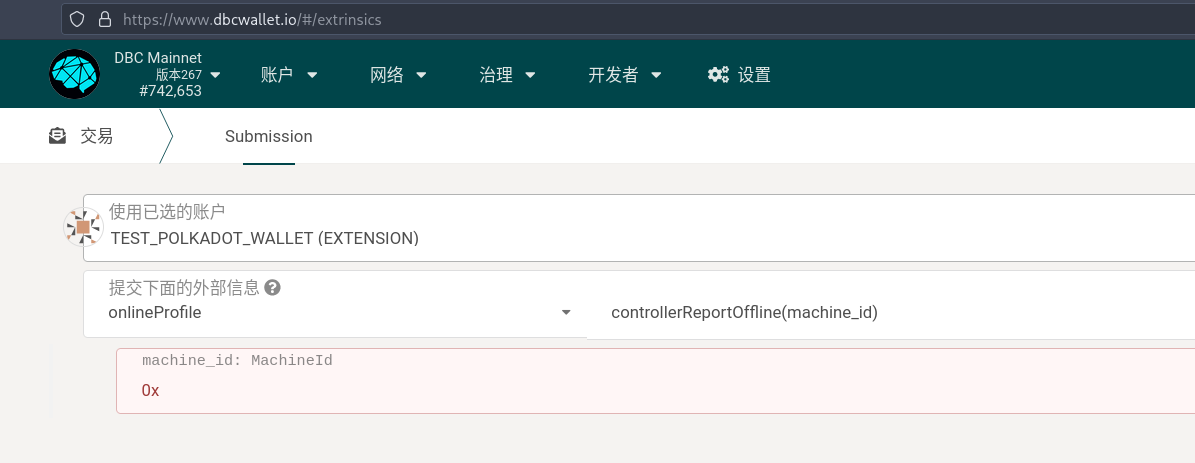 https://www.dbcwallet.io/#/extrinsics
DBC Mainnet
版本267
#742,653
账户
网络
治理
开发者
设置
交易
Submission
使用已选的账户
TEST_POLKADOT_WALLET (EXTENSION)
提交下面的外部信息
onlineProfile
controllerReportOffline(machine_id)
machine_id: MachineId
0x